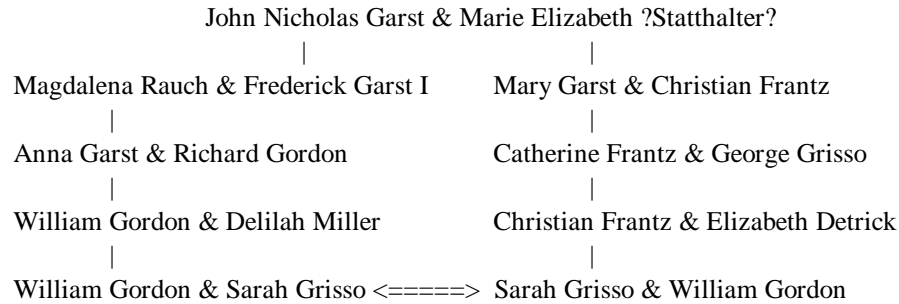 John Nicholas Garst & Marie Elizabeth ?Statthalter?
| |
Magdalena Rauch & Frederick Garst I Mary Garst & Christian Frantz
| |
Anna Garst & Richard Gordon Catherine Frantz & George Grisso
| |
William Gordon & Delilah Miller Christian Frantz & Elizabeth Detrick
| |
William Gordon & Sarah Grisso <=====> Sarah Grisso & William Gordon